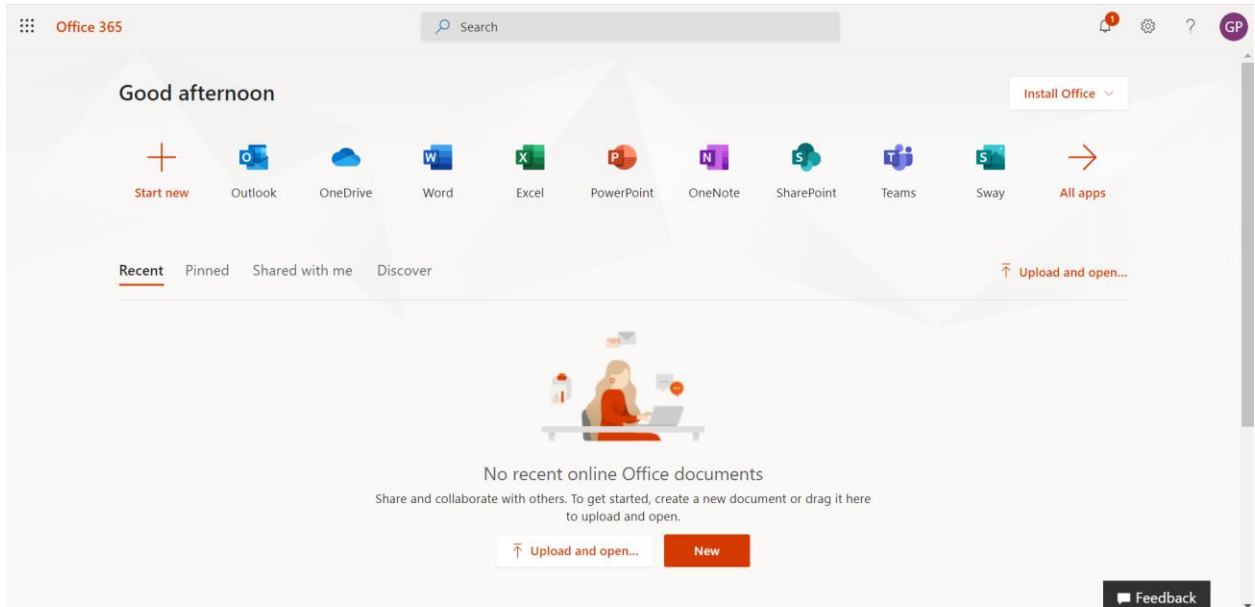 Office 365
Search
1
GP
Good afternoon
Install Office
Start new
Outlook
OneDrive
Word
Excel
PowerPoint
OneNote
SharePoint
Teams
Sway
All apps
Recent Pinned Shared with me Discover
Upload and open...
No recent online Office documents
Share and collaborate with others. To get started, create a new document or drag it here
to upload and open.
Upload and open...
New
Feedback